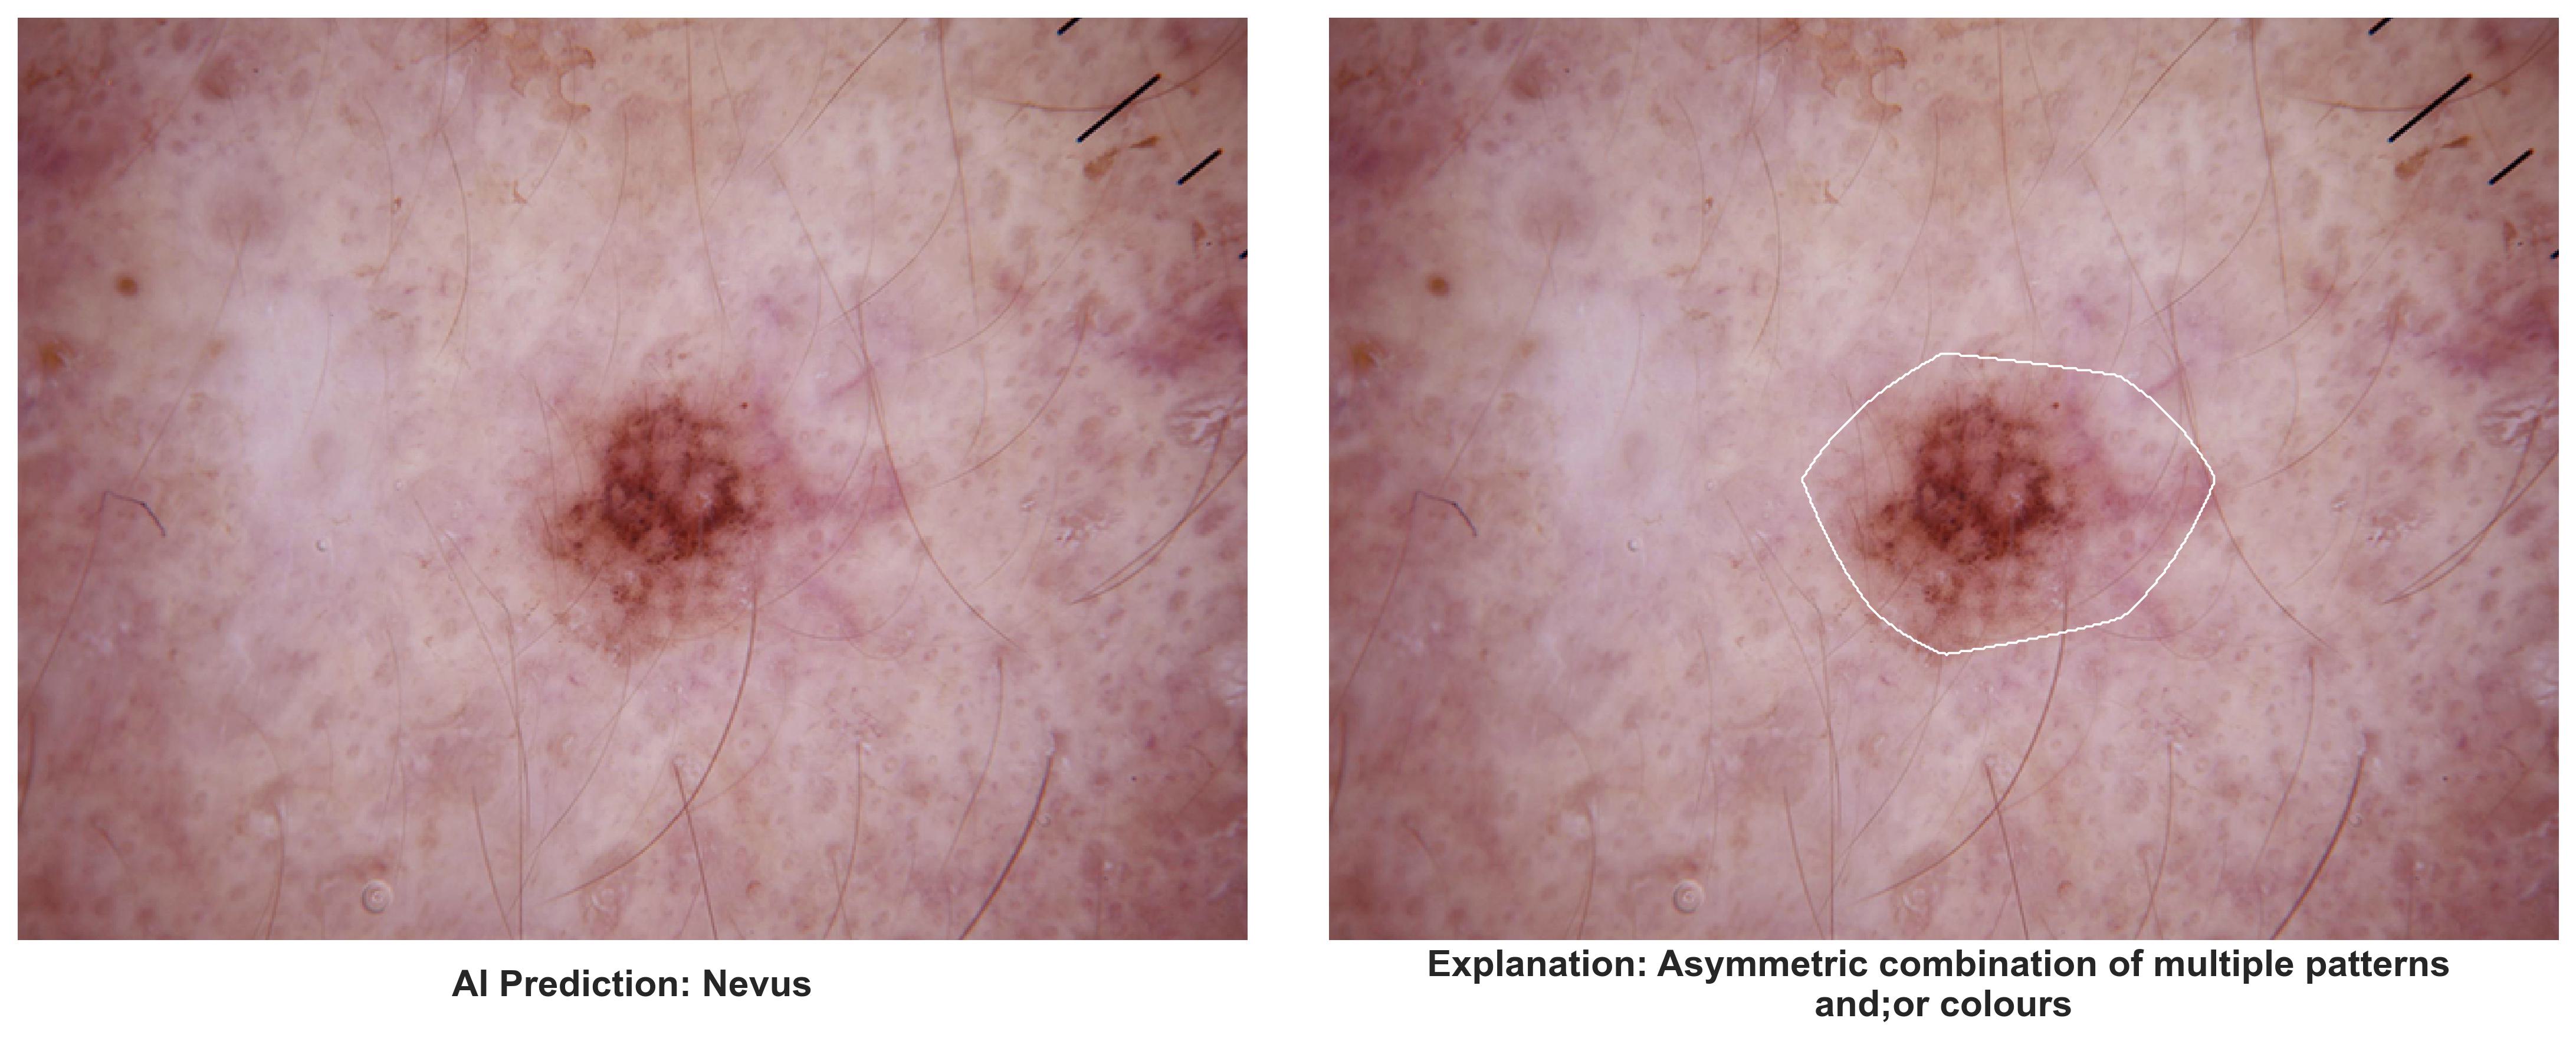 AI Prediction: Nevus
Explanation: Asymmetric combination of multiple patterns
and;or colours